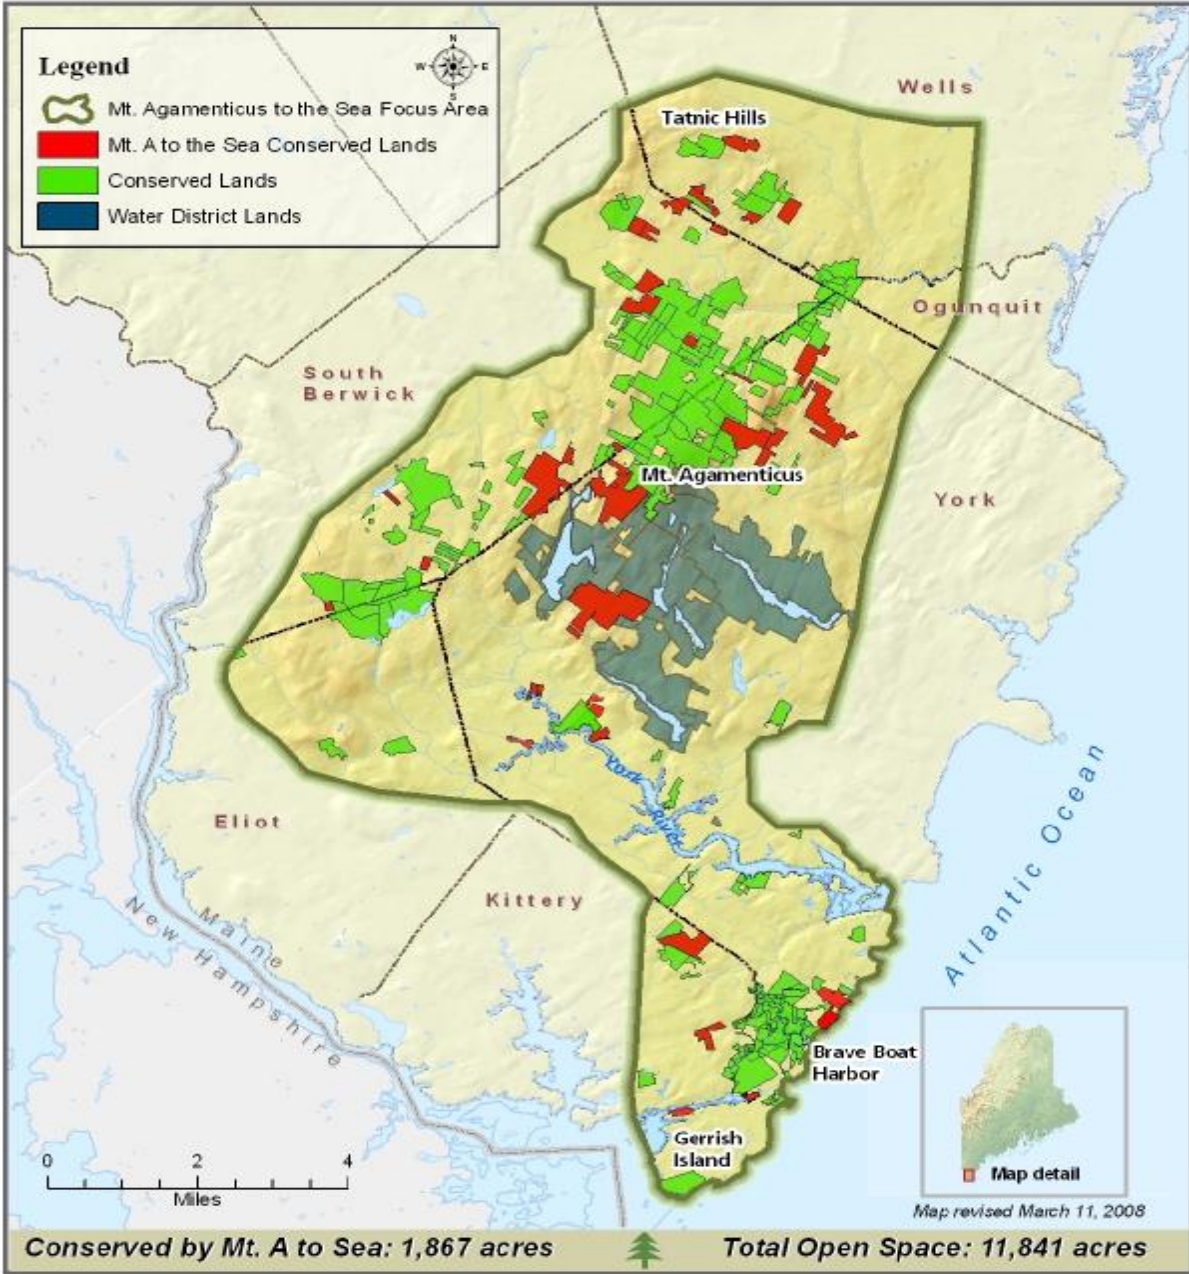 Legend
N
W E
S
Mt. Agamenticus to the Sea Focus Area
Mt. A to the Sea Conserved Lands
Conserved Lands
Water District Lands
Wells
Tatnic Hills
Ogunquit
South
Berwick
Mt. Agamenticus
York
York
River
Eliot
Kittery
Maine
New Hampshire
Atlantic Ocean
Brave Boat
Harbor
Gerrish
Island
0 2 4
Miles
Map detail
Map revised March 11, 2008
Conserved by Mt. A to Sea: 1,867 acres
Total Open Space: 11,841 acres